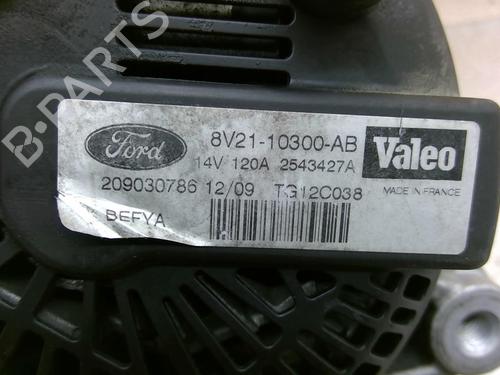 B-PARTS
Ford
8V21-10300-AB
Valeo
14V 120A 2543427A
209030786 12/09 TG12C038
MADE IN FRANCE
BEFYA